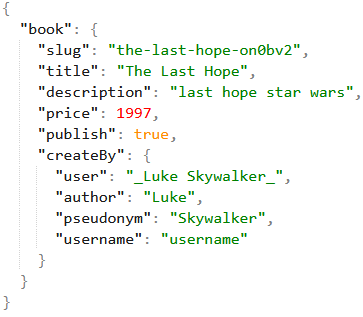 {
"book": {
"slug": "the-last-hope-on0bv2",
"title": "The Last Hope",
"description": "last hope star wars",
"price": 1997,
"publish": true,
"createBy": {
"user": "_Luke Skywalker_",
"author": "Luke",
"pseudonym": "Skywalker",
"username": "username"
}
}
}